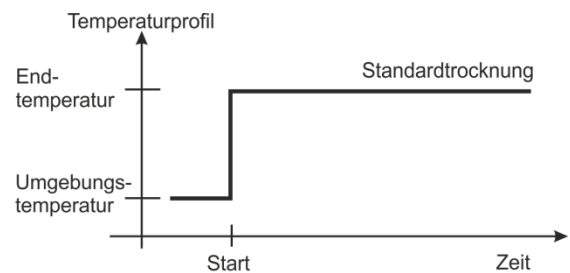 Temperaturprofil
End-
temperatur
Standardtrocknung
Umgebungs-
temperatur
Start
Zeit